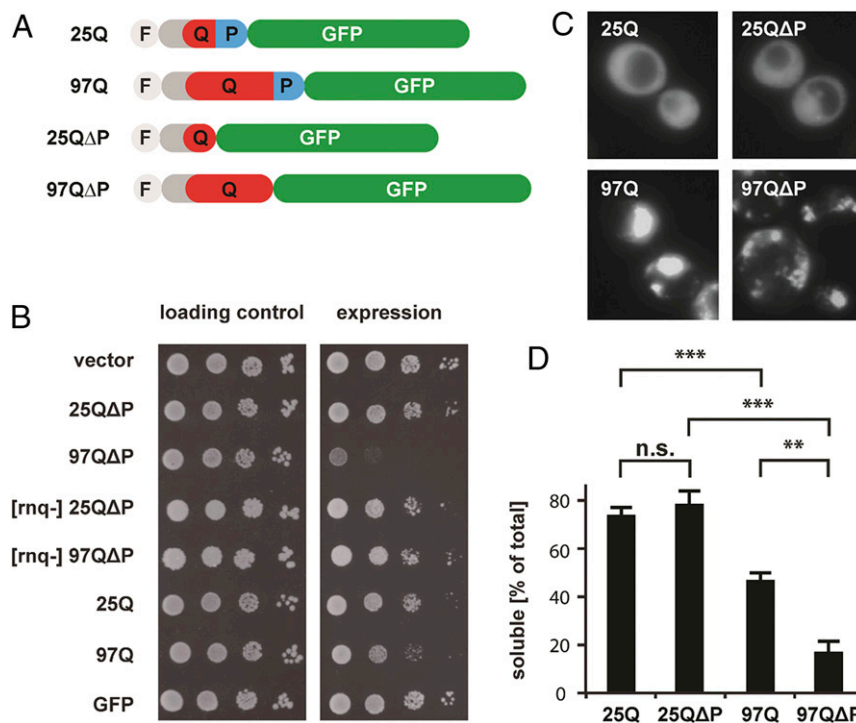 A
25Q F Q P GFP
97Q F Q P GFP
25QΔP F Q GFP
97QΔP F Q GFP
B
loading control expression
vector
25QΔP
97QΔP
[rnq-] 25QΔP
[rnq-] 97QΔP
25Q
97Q
GFP
C
25Q 25QΔP
97Q 97QΔP
D
***
***
n.s. **
soluble [% of total]
80
60
40
20
0
25Q 25QΔP 97Q 97QΔP